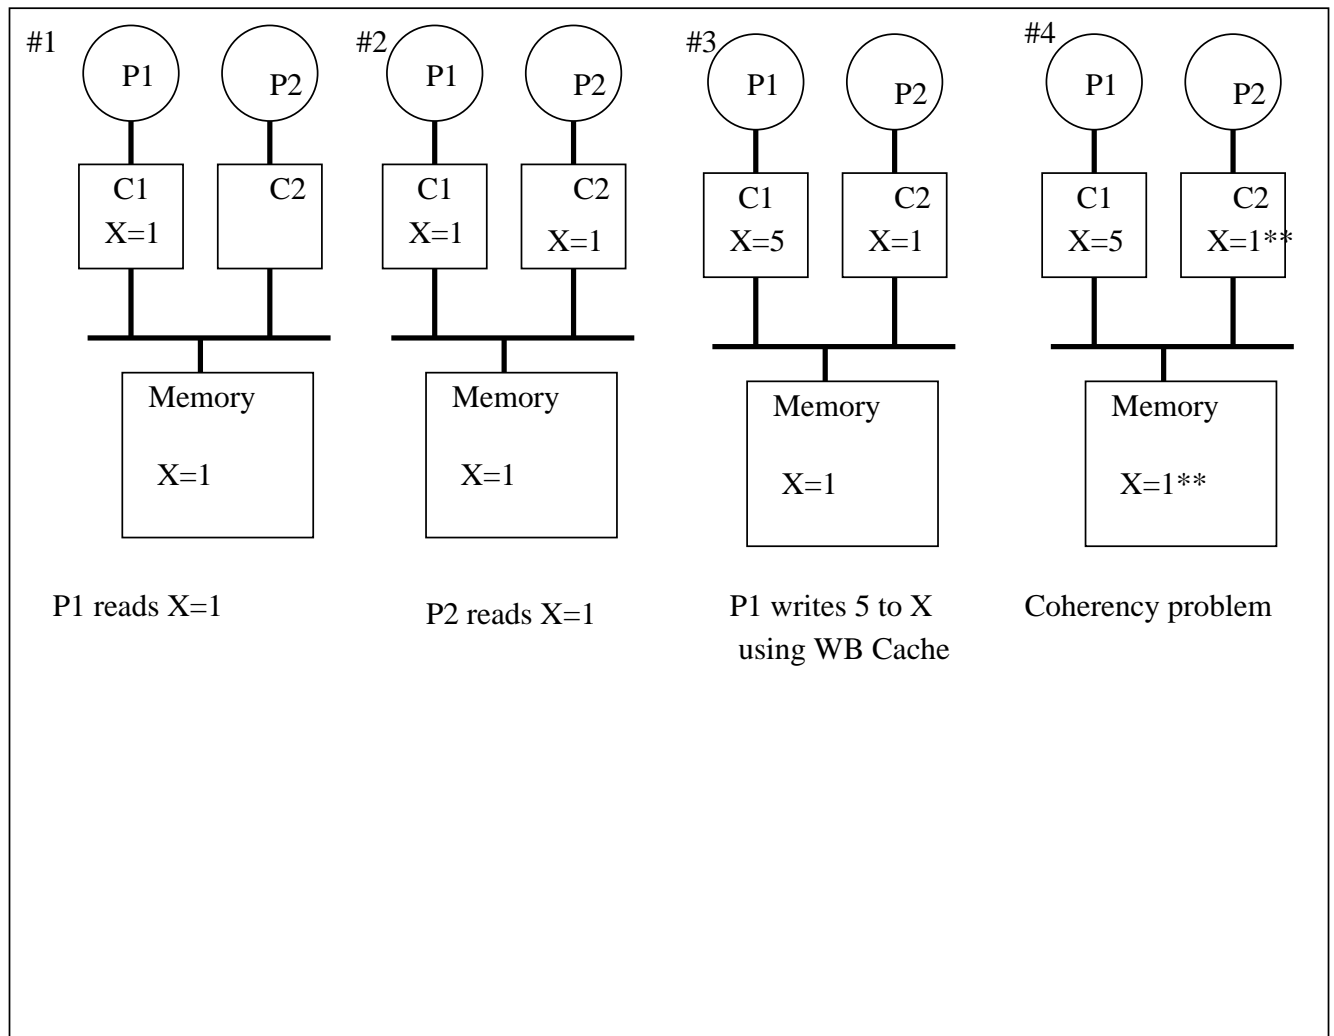 #1
P1
P2
C1
X=1
C2
Memory
X=1
P1 reads X=1
#2
P1
P2
C1
X=1
C2
X=1
Memory
X=1
P2 reads X=1
#3
P1
P2
C1
X=5
C2
X=1
Memory
X=1
P1 writes 5 to X
using WB Cache
#4
P1
P2
C1
X=5
C2
X=1**
Memory
X=1**
Coherency problem